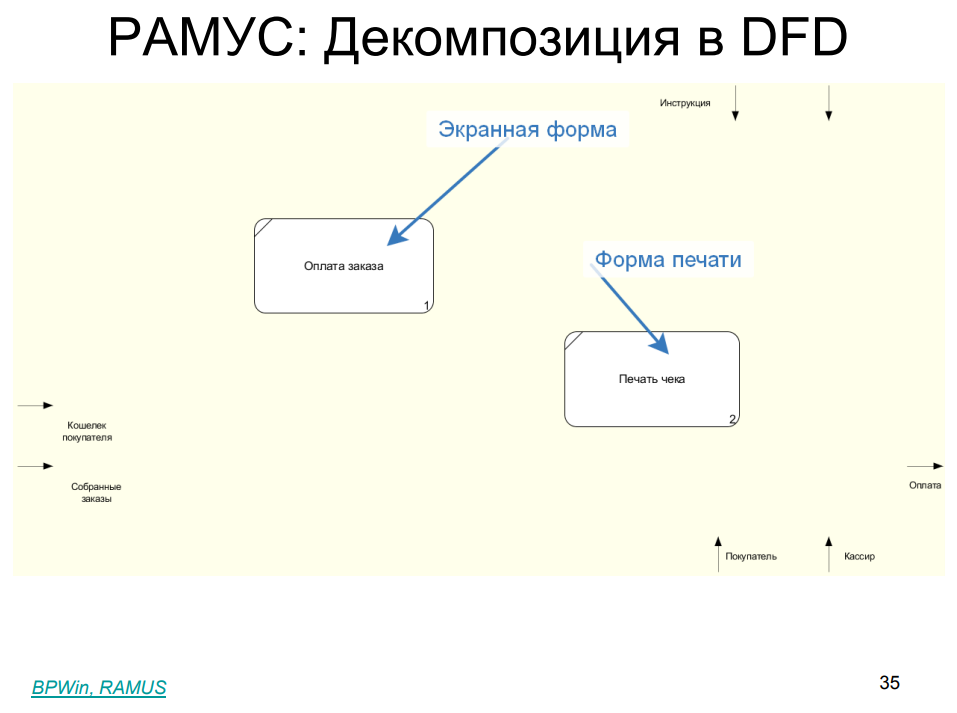 РАМУС: Декомпозиция в DFD
Инструкция
Экранная форма
Оплата заказа
1
Форма печати
Печать чека
2
Кошелек
покупателя
Собранные
заказы
Оплата
Покупатель
Кассир
BPWin, RAMUS
35